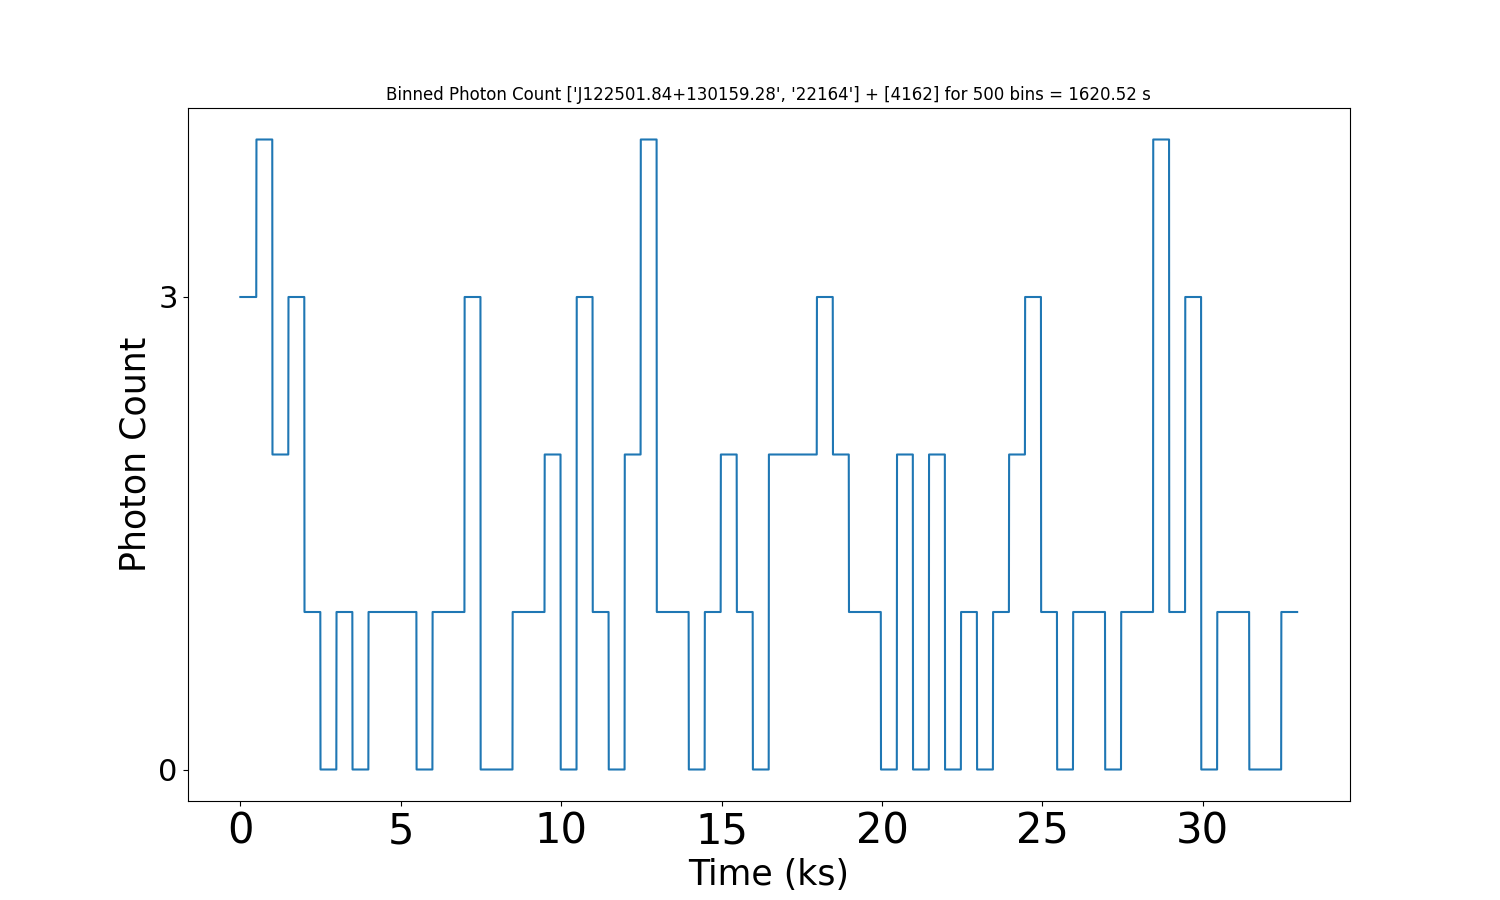 Binned Photon Count ['J122501.84+130159.28', '22164'] + [4162] for 500 bins = 1620.52 s
3
0
Photon Count
0 5 10 15 20 25 30
Time (ks)